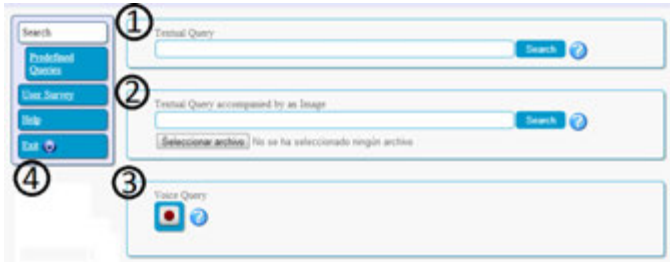 Search
Predefined
Queries
User Survey
Help
Exit
4
1
Textual Query
Search ?
2
Textual Query accompanied by an Image
Search ?
Seleccionar archivo No se ha seleccionado ningún archivo
3
Voice Query
?